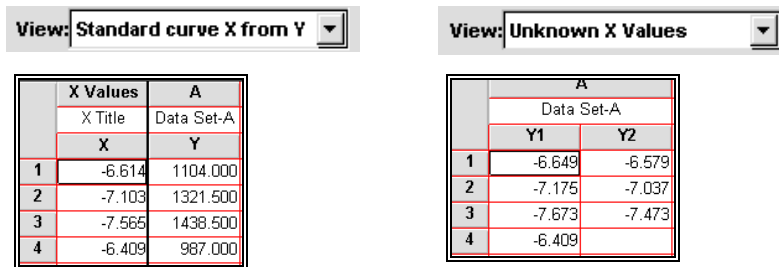 View: Standard curve X from Y
X Values A
X Title Data Set-A
X Y
1 -6.614 1104.000
2 -7.103 1321.500
3 -7.565 1438.500
4 -6.409 987.000
View: Unknown X Values
A
Data Set-A
Y1 Y2
1 -6.649 -6.579
2 -7.175 -7.037
3 -7.673 -7.473
4 -6.409